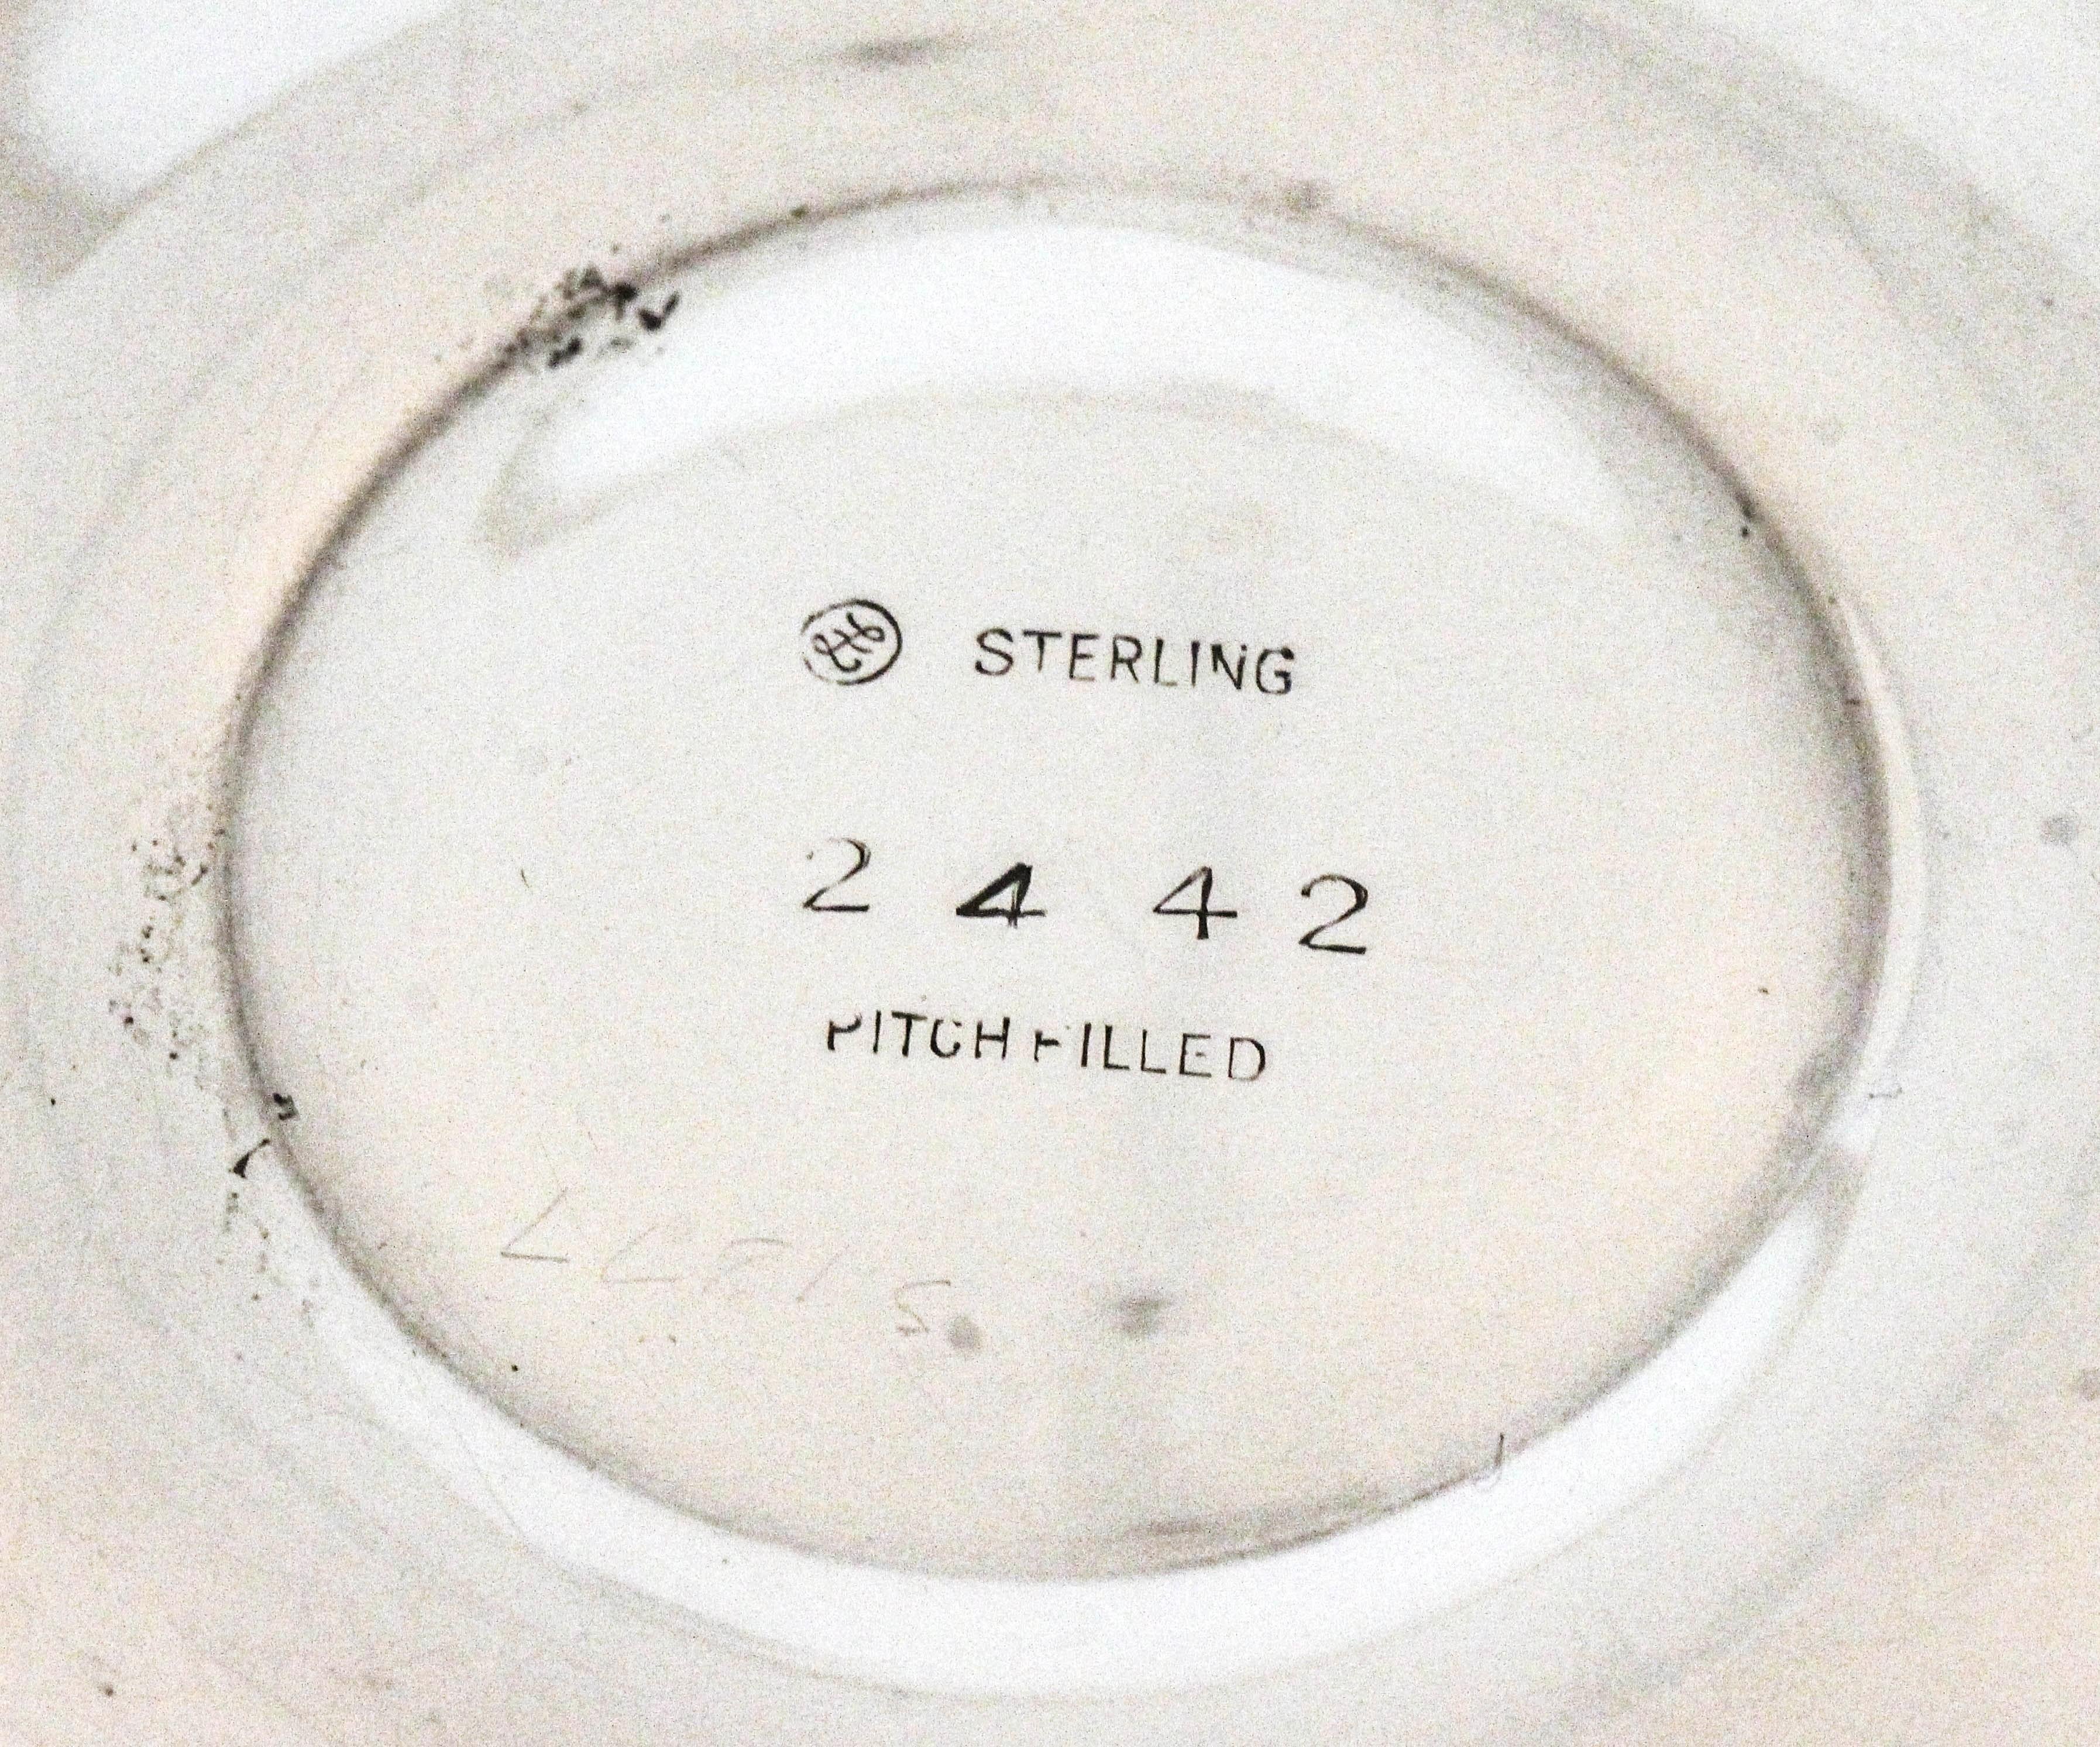 STERLING
2442
PITCH FILLED